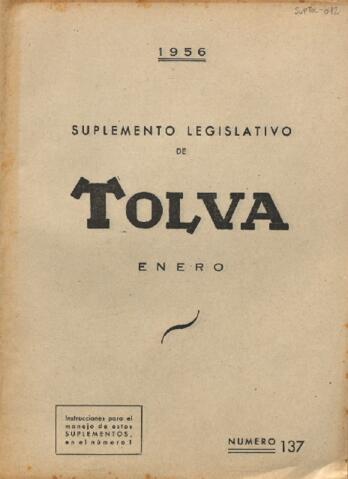 1956
SUPLEMENTO LEGISLATIVO
DE
TOLVA
ENERO
Instrucciones para el
manejo de estos
SUPLEMENTOS,
en el número 1
NUMERO 137